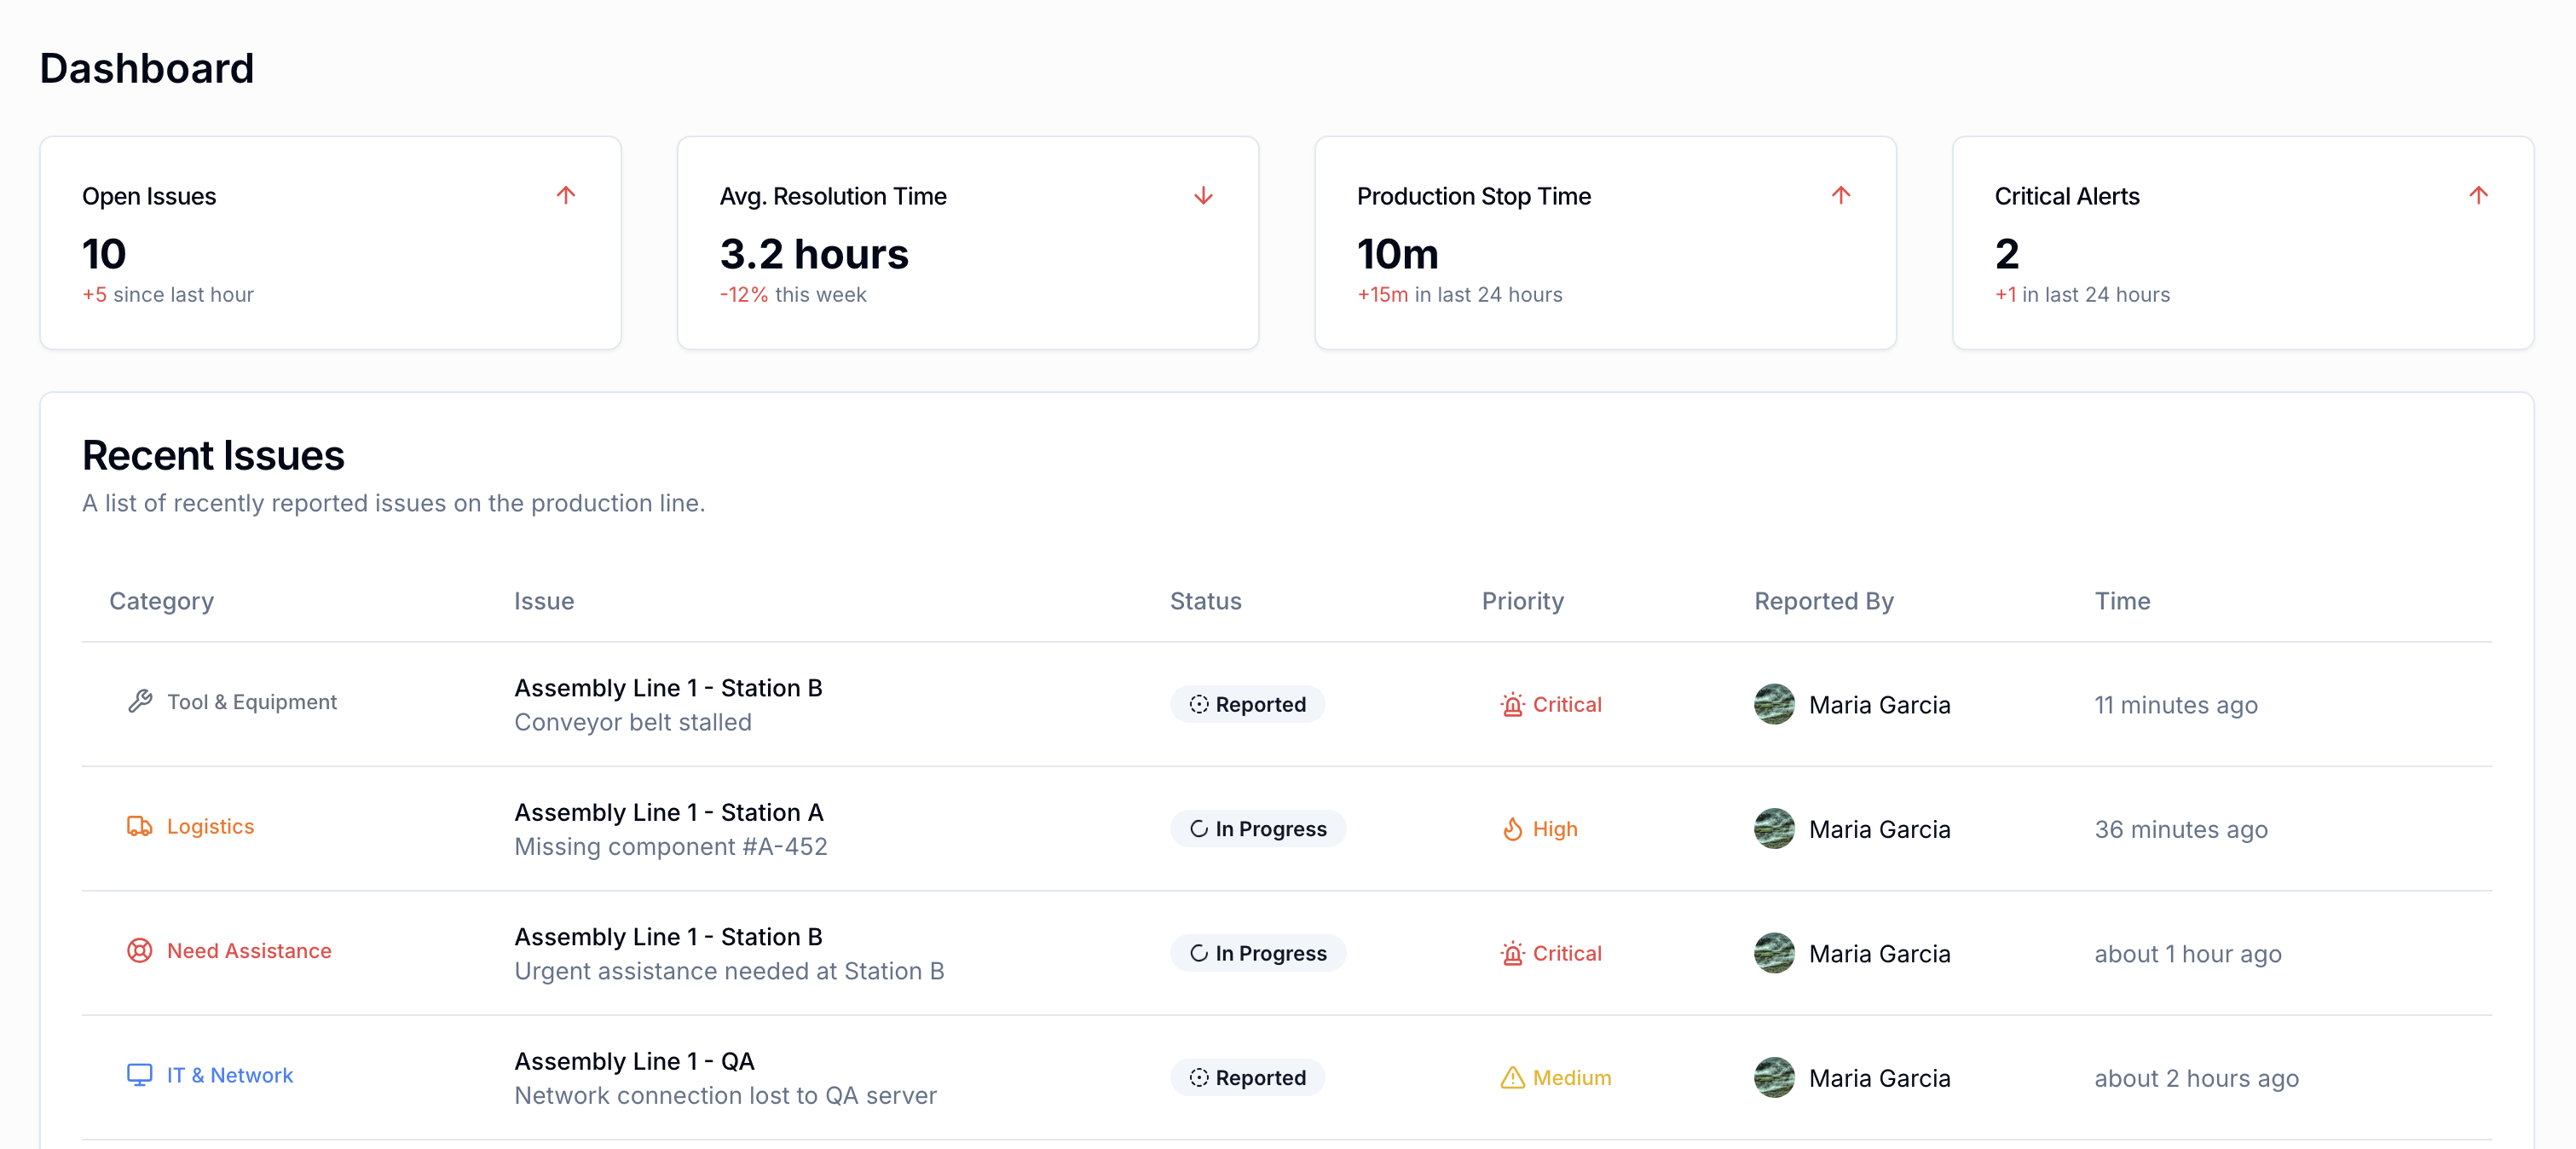 Dashboard
Open Issues
10
+5 since last hour
Avg. Resolution Time
3.2 hours
-12% this week
Production Stop Time
10m
+15m in last 24 hours
Critical Alerts
2
+1 in last 24 hours
Recent Issues
A list of recently reported issues on the production line.
Category Issue Status Priority Reported By Time
Tool & Equipment
Assembly Line 1 - Station B
Conveyor belt stalled
Reported
Critical
Maria Garcia
11 minutes ago
Logistics
Assembly Line 1 - Station A
Missing component #A-452
In Progress
High
Maria Garcia
36 minutes ago
Need Assistance
Assembly Line 1 - Station B
Urgent assistance needed at Station B
In Progress
Critical
Maria Garcia
about 1 hour ago
IT & Network
Assembly Line 1 - QA
Network connection lost to QA server
Reported
Medium
Maria Garcia
about 2 hours ago